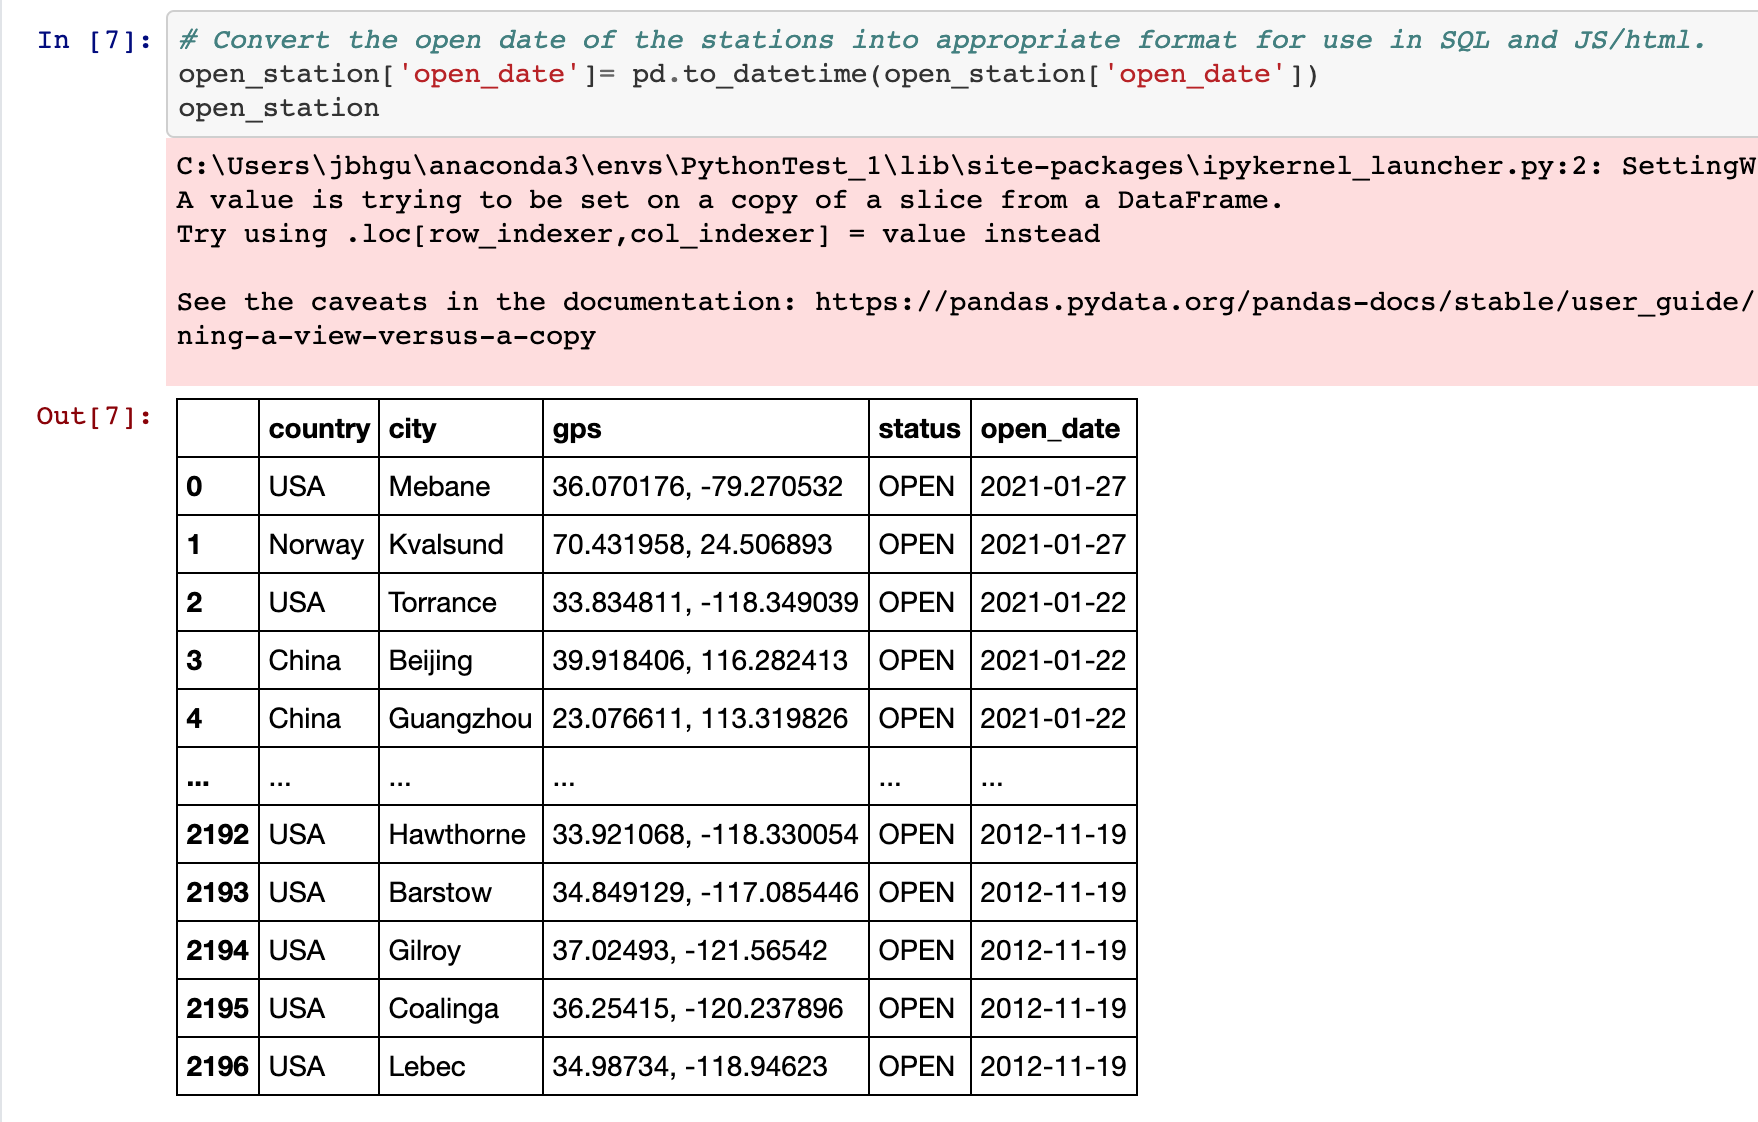 In [7]: # Convert the open date of the stations into appropriate format for use in SQL and JS/html.
open_station['open_date']= pd.to_datetime(open_station['open_date'])
open_station
C:\Users\jbhgu\anaconda3\envs\PythonTest_1\lib\site-packages\ipykernel_launcher.py:2: SettingW
A value is trying to be set on a copy of a slice from a DataFrame.
Try using .loc[row_indexer,col_indexer] = value instead
See the caveats in the documentation: https://pandas.pydata.org/pandas-docs/stable/user_guide/
ning-a-view-versus-a-copy
Out[7]:
country city gps status open_date
0 USA Mebane 36.070176, -79.270532 OPEN 2021-01-27
1 Norway Kvalsund 70.431958, 24.506893 OPEN 2021-01-27
2 USA Torrance 33.834811, -118.349039 OPEN 2021-01-22
3 China Beijing 39.918406, 116.282413 OPEN 2021-01-22
4 China Guangzhou 23.076611, 113.319826 OPEN 2021-01-22
... ... ... ... ... ...
2192 USA Hawthorne 33.921068, -118.330054 OPEN 2012-11-19
2193 USA Barstow 34.849129, -117.085446 OPEN 2012-11-19
2194 USA Gilroy 37.02493, -121.56542 OPEN 2012-11-19
2195 USA Coalinga 36.25415, -120.237896 OPEN 2012-11-19
2196 USA Lebec 34.98734, -118.94623 OPEN 2012-11-19